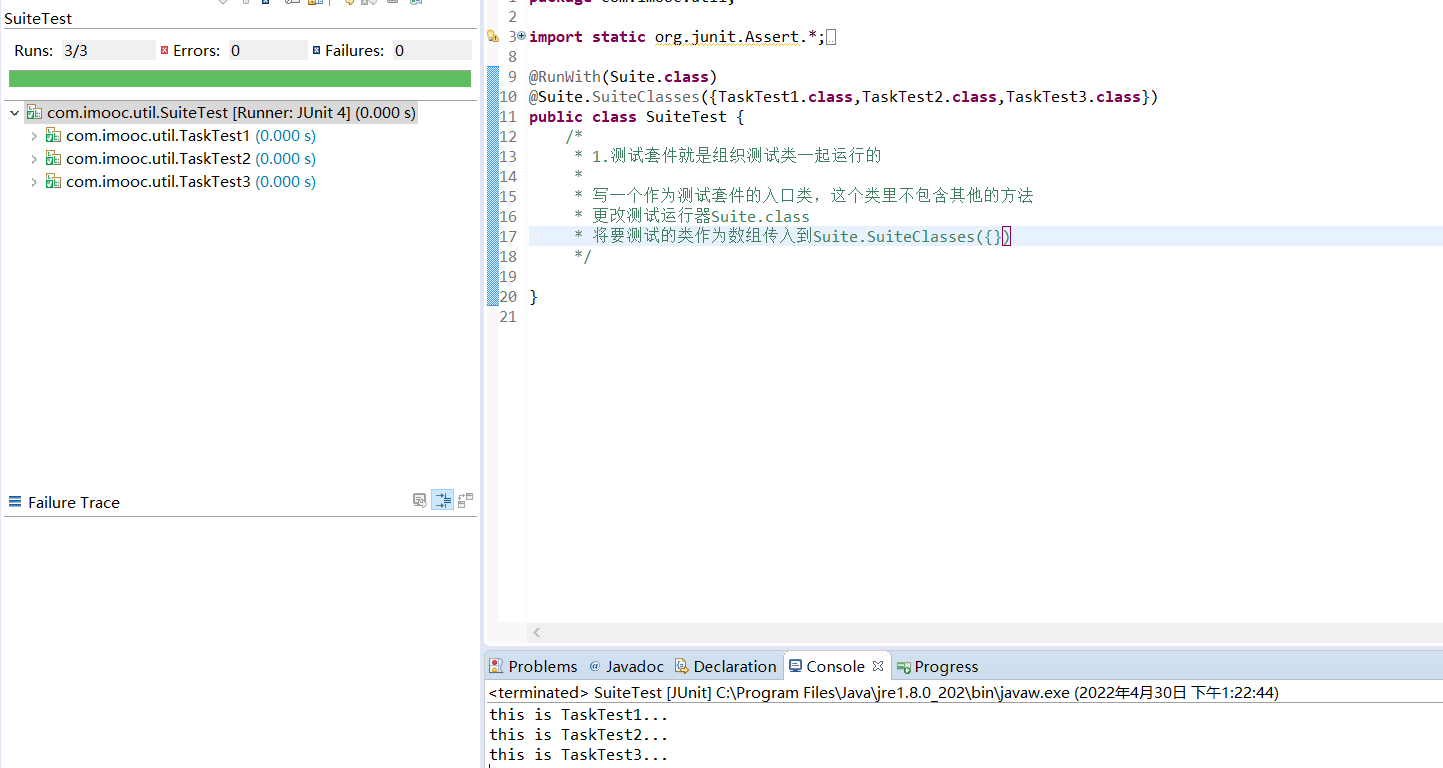 SuiteTest
Runs: 3/3 Errors: 0 Failures: 0
com.imooc.util.SuiteTest [Runner: JUnit 4] (0.000 s)
com.imooc.util.TaskTest1 (0.000 s)
com.imooc.util.TaskTest2 (0.000 s)
com.imooc.util.TaskTest3 (0.000 s)
Failure Trace
2
3 import static org.junit.Assert.*;
8
9 @RunWith(Suite.class)
10 @Suite.SuiteClasses({TaskTest1.class,TaskTest2.class,TaskTest3.class})
11 public class SuiteTest {
12 /*
13 * 1.测试套件就是组织测试类一起运行的
14 *
15 * 写一个作为测试套件的入口类，这个类里不包含其他的方法
16 * 更改测试运行器Suite.class
17 * 将要测试的类作为数组传入到Suite.SuiteClasses({})
18 */
19
20 }
21
Problems @ Javadoc Declaration Console Progress
<terminated> SuiteTest [JUnit] C:\Program Files\Java\jre1.8.0_202\bin\javaw.exe (2022年4月30日 下午1:22:44)
this is TaskTest1...
this is TaskTest2...
this is TaskTest3...